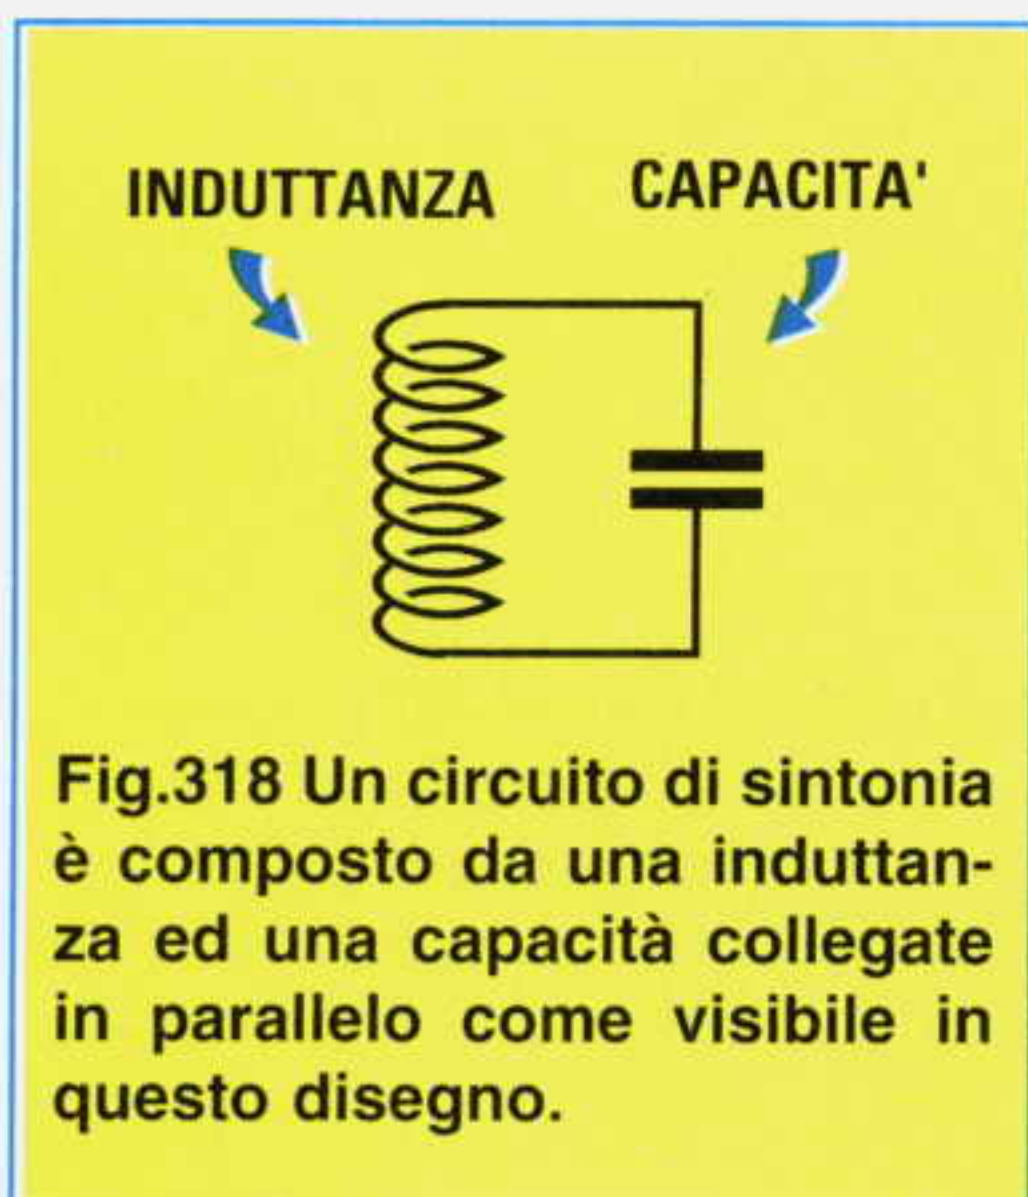 INDUTTANZA CAPACITA'
Fig.318 Un circuito di sintonia
è composto da una induttan-
za ed una capacità collegate
in parallelo come visibile in
questo disegno.